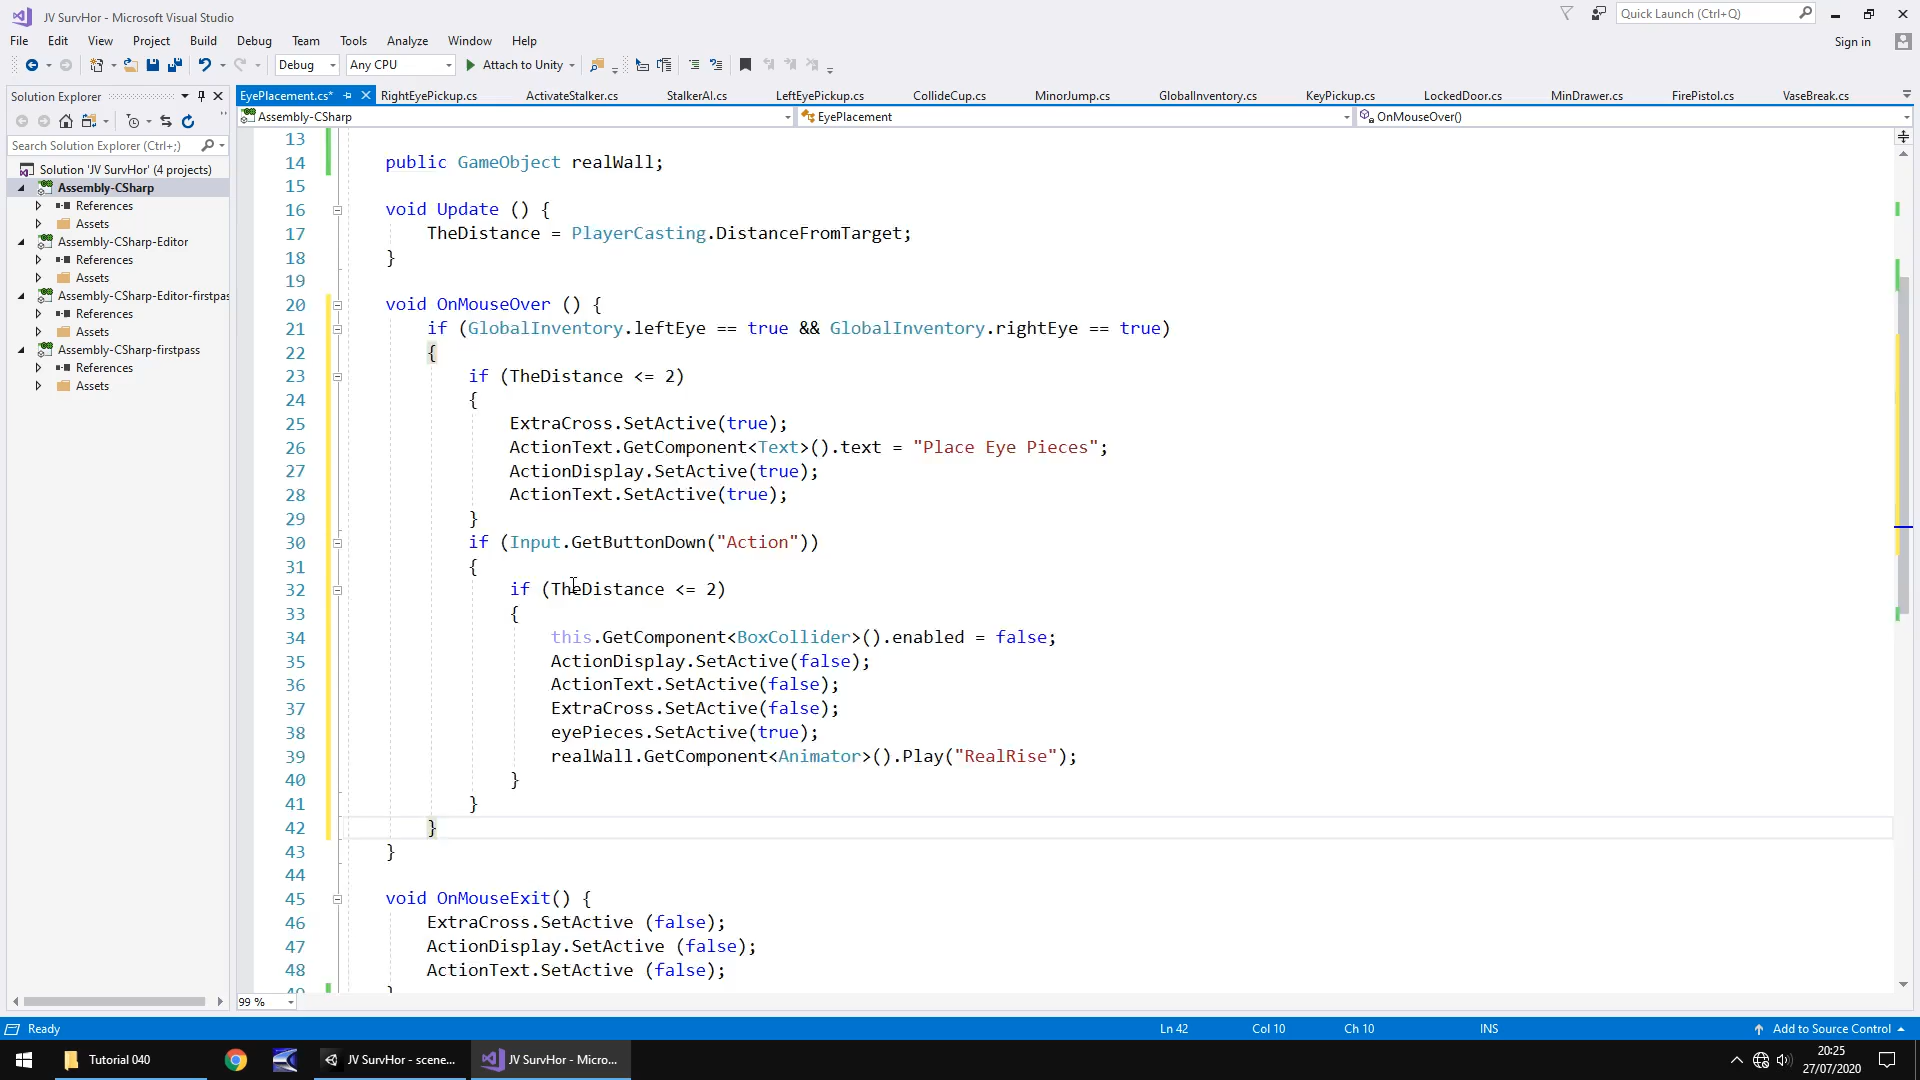 JV SurvHor - Microsoft Visual Studio
Quick Launch (Ctrl+Q)
File Edit View Project Build Debug Team Tools Analyze Window Help
Sign in
Debug Any CPU Attach to Unity
Solution Explorer
EyePlacement.cs* RightEyePickup.cs ActivateStalker.cs StalkerAI.cs LeftEyePickup.cs CollideCup.cs MinorJump.cs GlobalInventory.cs KeyPickup.cs LockedDoor.cs MinDrawer.cs FirePistol.cs VaseBreak.cs
Assembly-CSharp EyePlacement OnMouseOver()
Search Solution Explorer (Ctrl+;)
Solution 'JV SurvHor' (4 projects)
Assembly-CSharp
References
Assets
Assembly-CSharp-Editor
References
Assets
Assembly-CSharp-Editor-firstpas
References
Assets
Assembly-CSharp-firstpass
References
Assets
13
14 public GameObject realWall;
15
16 void Update () {
17 TheDistance = PlayerCasting.DistanceFromTarget;
18 }
19
20 void OnMouseOver () {
21 if (GlobalInventory.leftEye == true && GlobalInventory.rightEye == true)
22 {
23 if (TheDistance <= 2)
24 {
25 ExtraCross.SetActive(true);
26 ActionText.GetComponent<Text>().text = "Place Eye Pieces";
27 ActionDisplay.SetActive(true);
28 ActionText.SetActive(true);
29 }
30 if (Input.GetButtonDown("Action"))
31 {
32 if (TheDistance <= 2)
33 {
34 this.GetComponent<BoxCollider>().enabled = false;
35 ActionDisplay.SetActive(false);
36 ActionText.SetActive(false);
37 ExtraCross.SetActive(false);
38 eyePieces.SetActive(true);
39 realWall.GetComponent<Animator>().Play("RealRise");
40 }
41 }
42 }
43 }
44
45 void OnMouseExit() {
46 ExtraCross.SetActive (false);
47 ActionDisplay.SetActive (false);
48 ActionText.SetActive (false);
49 }
99 %
Ready Ln 42 Col 10 Ch 10 INS Add to Source Control
Tutorial 040 JV SurvHor - scene... JV SurvHor - Micro...
20:25
27/07/2020